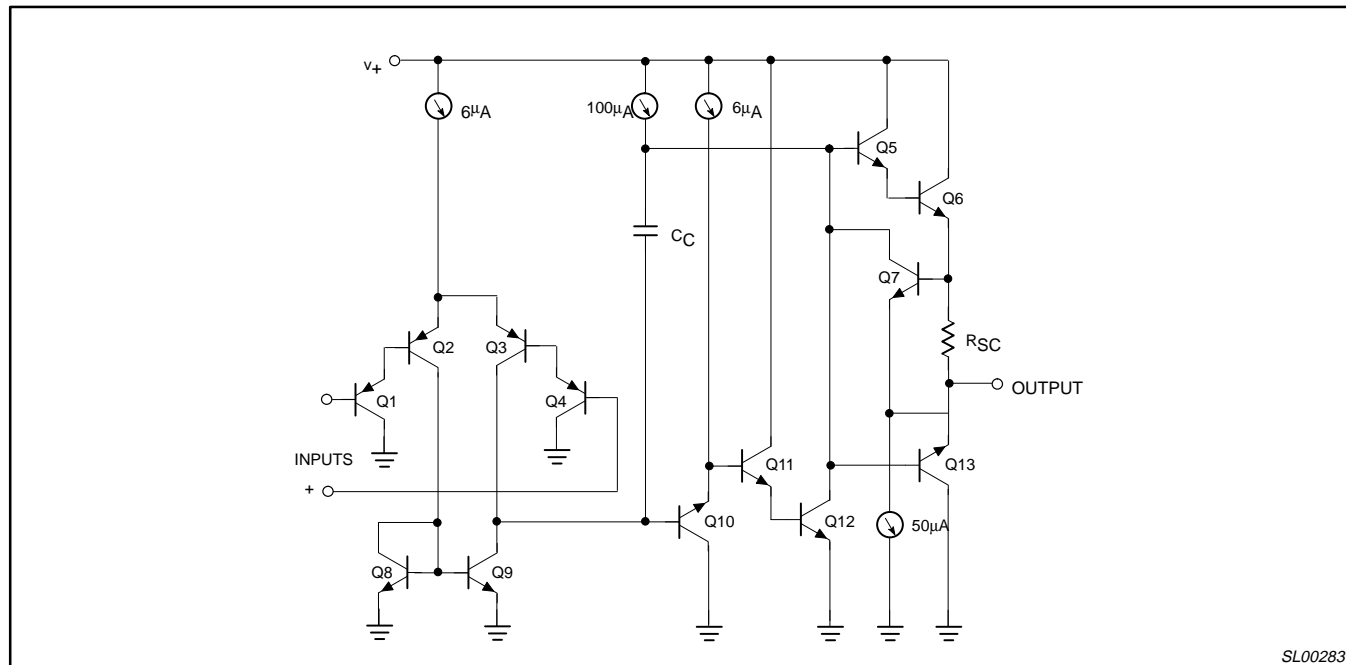 V+
6μA
100μA
6μA
Q5
Q6
CC
Q7
Q2
Q3
RSC
Q1
Q4
OUTPUT
INPUTS
Q11
Q13
+
Q10
Q12
50μA
Q8
Q9
SL00283